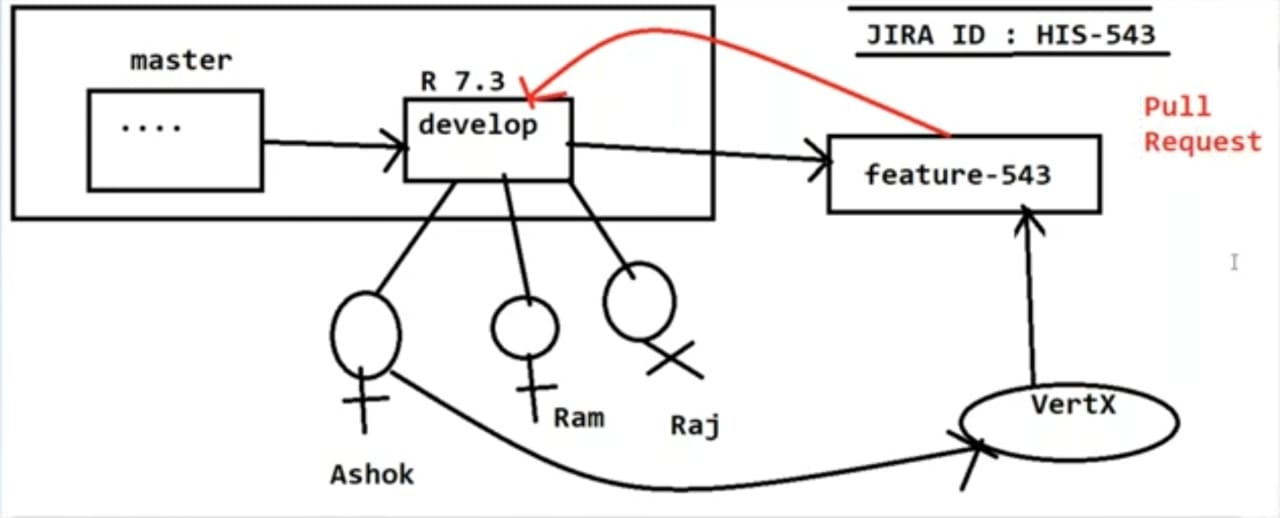 JIRA ID : HIS-543
master
R 7.3
....
develop
Pull
Request
feature-543
VertX
Ram
Raj
Ashok